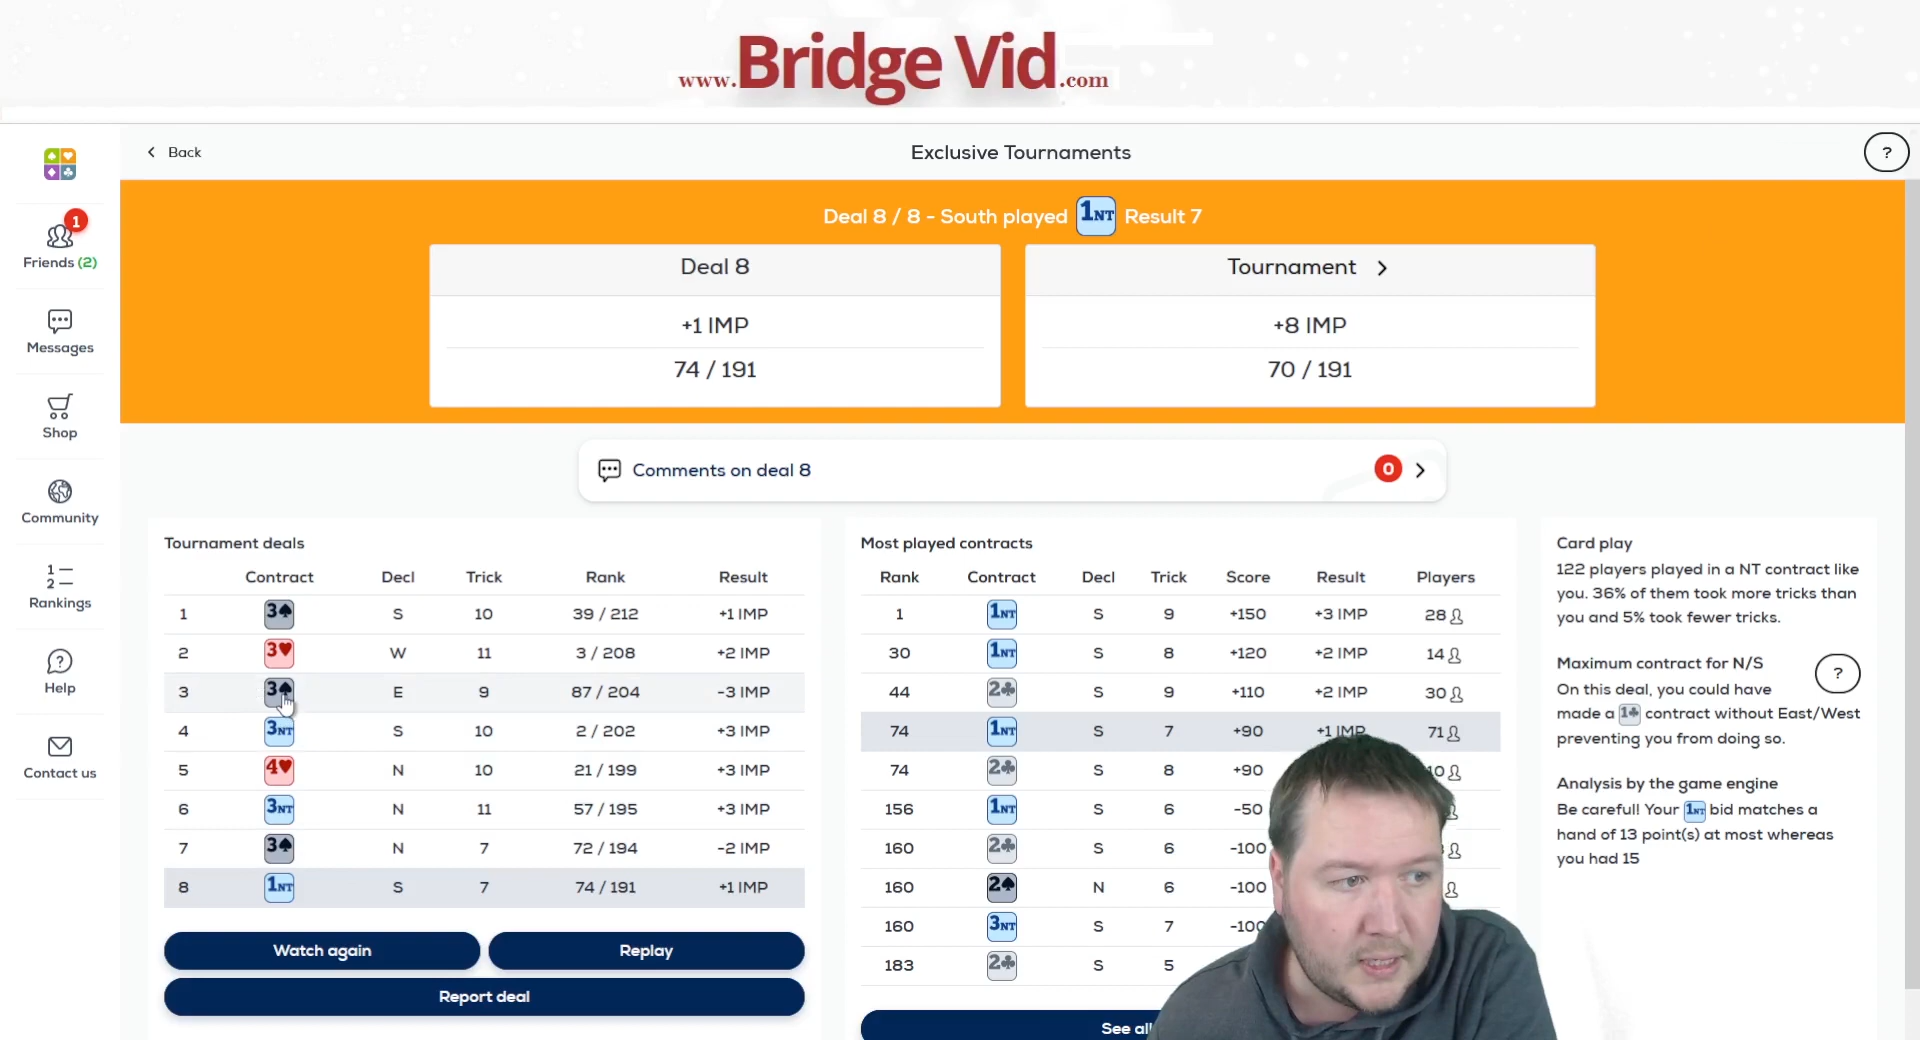 www.Bridge Vid.com
Back
Exclusive Tournaments
?
1
Friends (2)
Messages
Shop
Community
1
2
Rankings
Help
Contact us
Deal 8 / 8 - South played 1NT Result 7
Deal 8
+1 IMP
74 / 191
Tournament
+8 IMP
70 / 191
Comments on deal 8
0
Tournament deals
Contract Decl Trick Rank Result
1 3♠ S 10 39 / 212 +1 IMP
2 3♥ W 11 3 / 208 +2 IMP
3 3♠ E 9 87 / 204 -3 IMP
4 3NT S 10 2 / 202 +3 IMP
5 4♥ N 10 21 / 199 +3 IMP
6 3NT N 11 57 / 195 +3 IMP
7 3♠ N 7 72 / 194 -2 IMP
8 1NT S 7 74 / 191 +1 IMP
Watch again
Replay
Report deal
Most played contracts
Rank Contract Decl Trick Score Result Players
1 1NT S 9 +150 +3 IMP 28
30 1NT S 8 +120 +2 IMP 14
44 2♣ S 9 +110 +2 IMP 30
74 1NT S 7 +90 +1 IMP 71
74 2♣ S 8 +90
156 1NT S 6 -50
160 2♣ S 6 -100
160 2♠ N 6 -100
160 3NT S 7 -100
183 2♣ S 5
See all
Card play
122 players played in a NT contract like
you. 36% of them took more tricks than
you and 5% took fewer tricks.
Maximum contract for N/S
?
On this deal, you could have
made a 1♣ contract without East/West
preventing you from doing so.
Analysis by the game engine
Be careful! Your 1NT bid matches a
hand of 13 point(s) at most whereas
you had 15